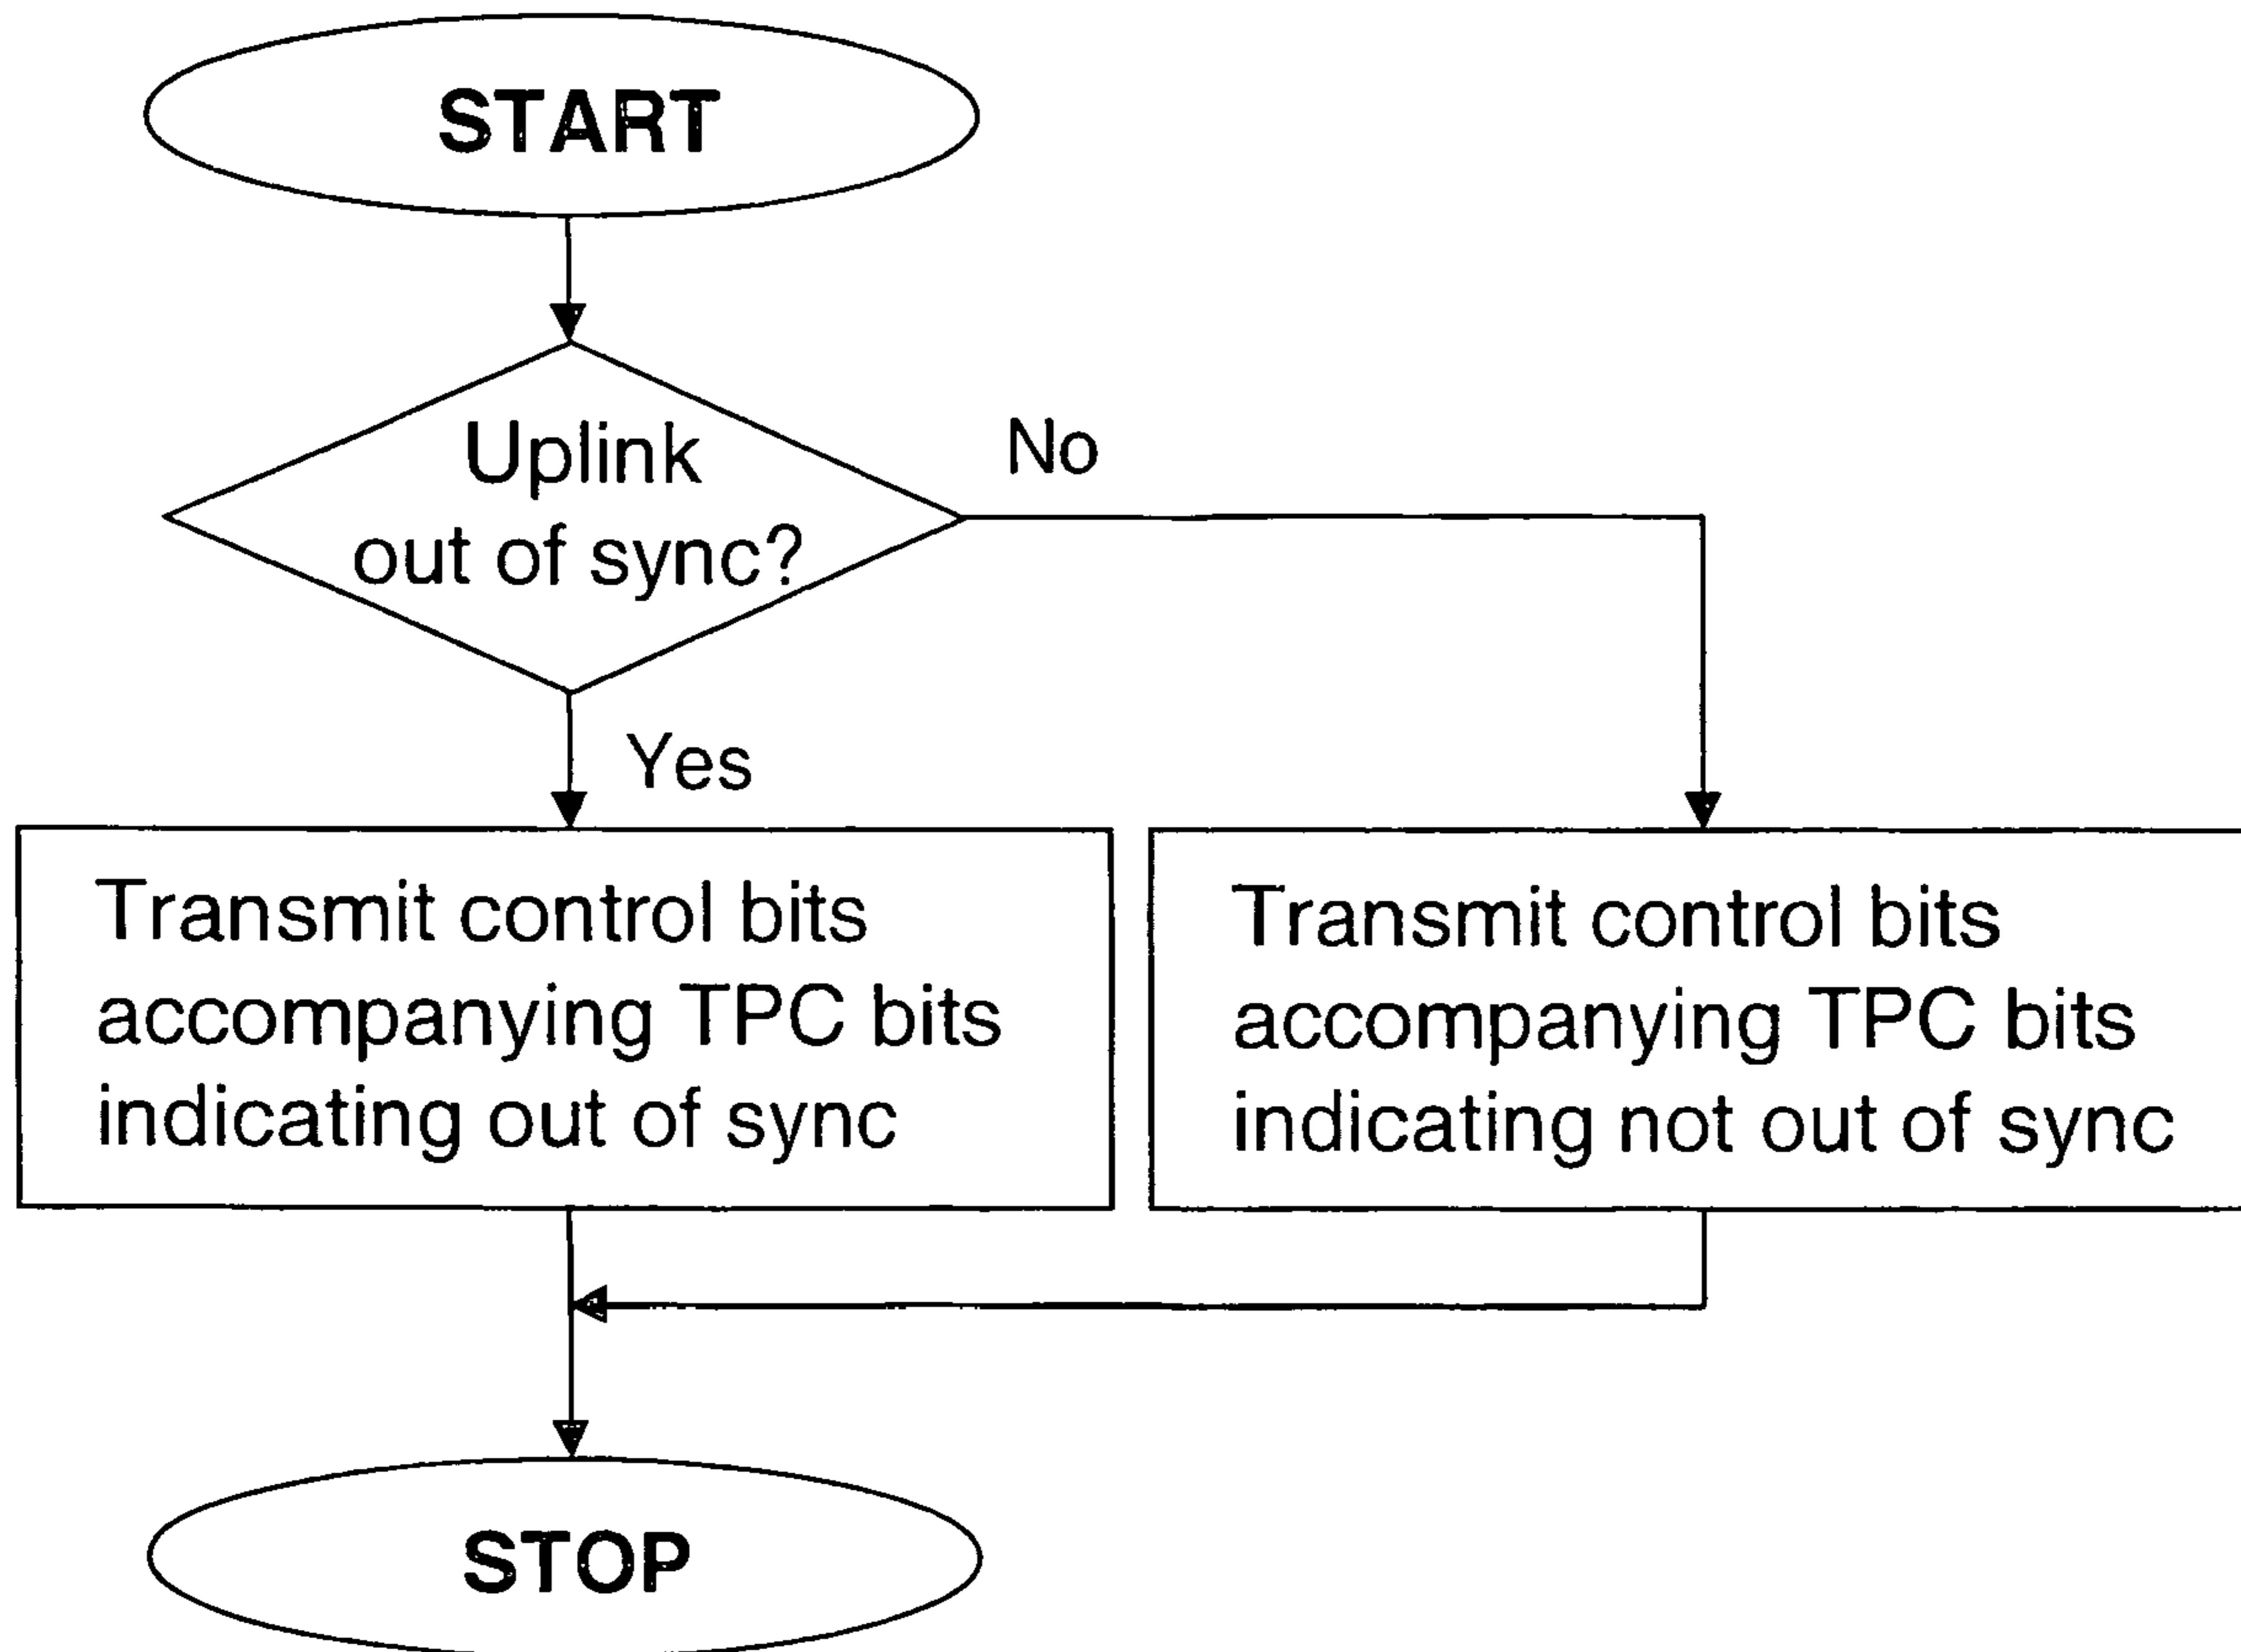 START
Uplink
out of sync?
No
Yes
Transmit control bits
accompanying TPC bits
indicating out of sync
Transmit control bits
accompanying TPC bits
indicating not out of sync
STOP